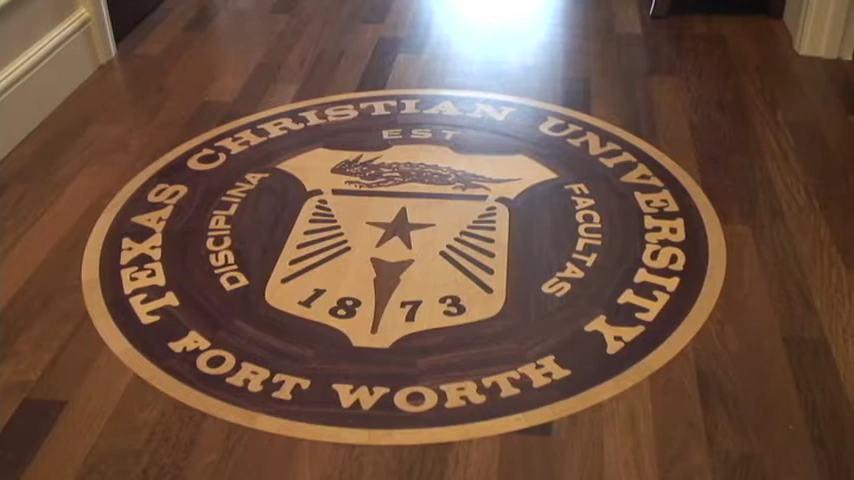 TEXAS CHRISTIAN UNIVERSITY
EST
DISCIPLINA
FACULTAS
1873
FORT WORTH